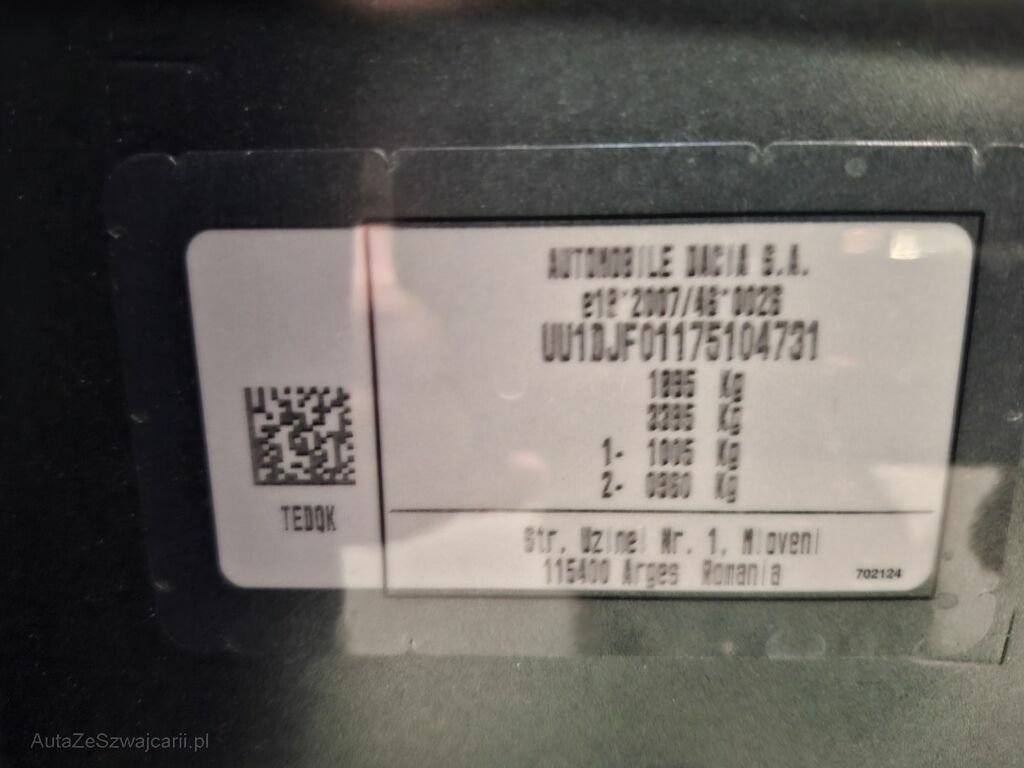 AUTOMOBILE DACIA S.A.
e19*2007/46*0026
UU1DJF01175104731
1895 Kg
3395 Kg
1- 1005 Kg
2- 0960 Kg
TEDQK
Str. Uzinei Nr. 1, Mioveni
115400 Arges Romania
702124
AutaZeSzwajcarii.pl